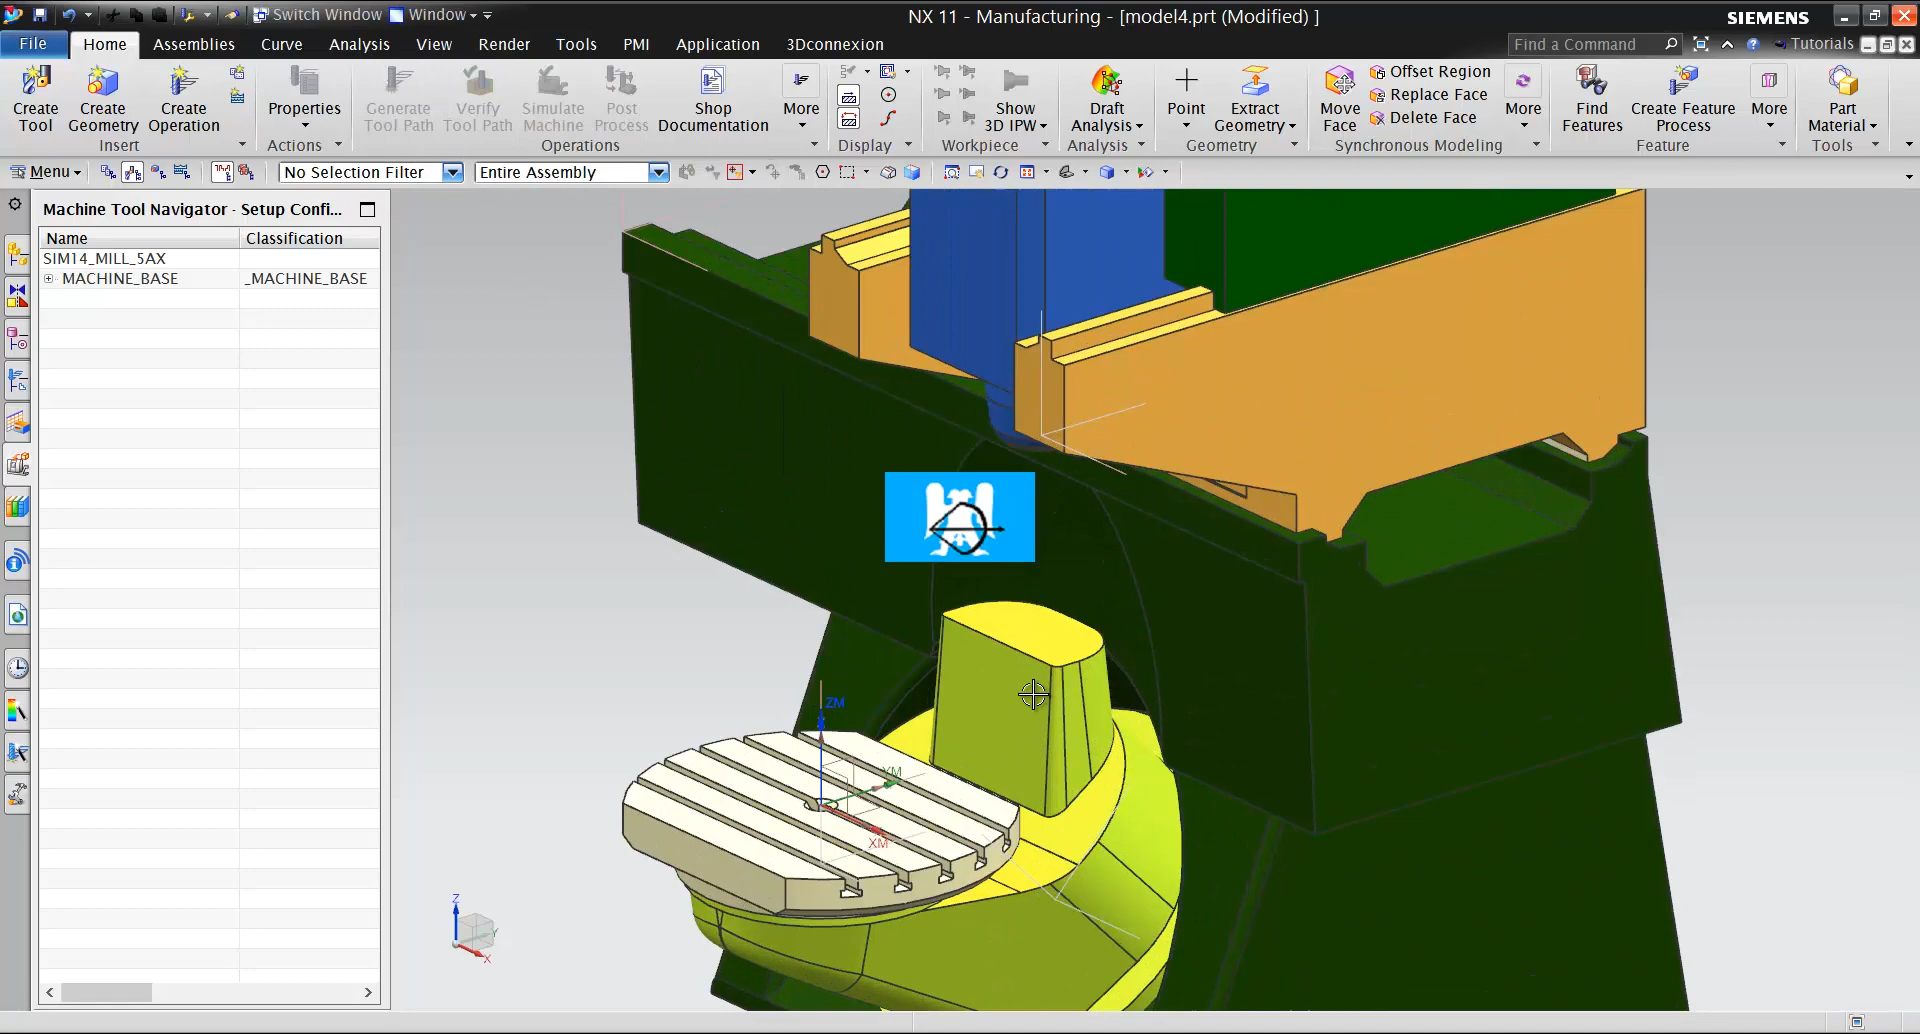 Switch Window Window
NX 11 - Manufacturing - [model4.prt (Modified) ]
SIEMENS
File Home Assemblies Curve Analysis View Render Tools PMI Application 3Dconnexion
Find a Command
Tutorials
Create Tool
Create Geometry
Create Operation
Insert
Properties
Actions
Generate Tool Path
Verify Tool Path
Simulate Machine
Post Process
Shop Documentation
More
Operations
Display
Show 3D IPW
Workpiece
Draft Analysis
Analysis
Point
Extract Geometry
Geometry
Move Face
Offset Region
Replace Face
Delete Face
More
Synchronous Modeling
Find Features
Create Feature Process
More
Feature
Part Material
Tools
Menu
No Selection Filter
Entire Assembly
Machine Tool Navigator - Setup Confi...
Name Classification
SIM14_MILL_5AX
MACHINE_BASE _MACHINE_BASE
ZM
YM
XM
Z
Y
X